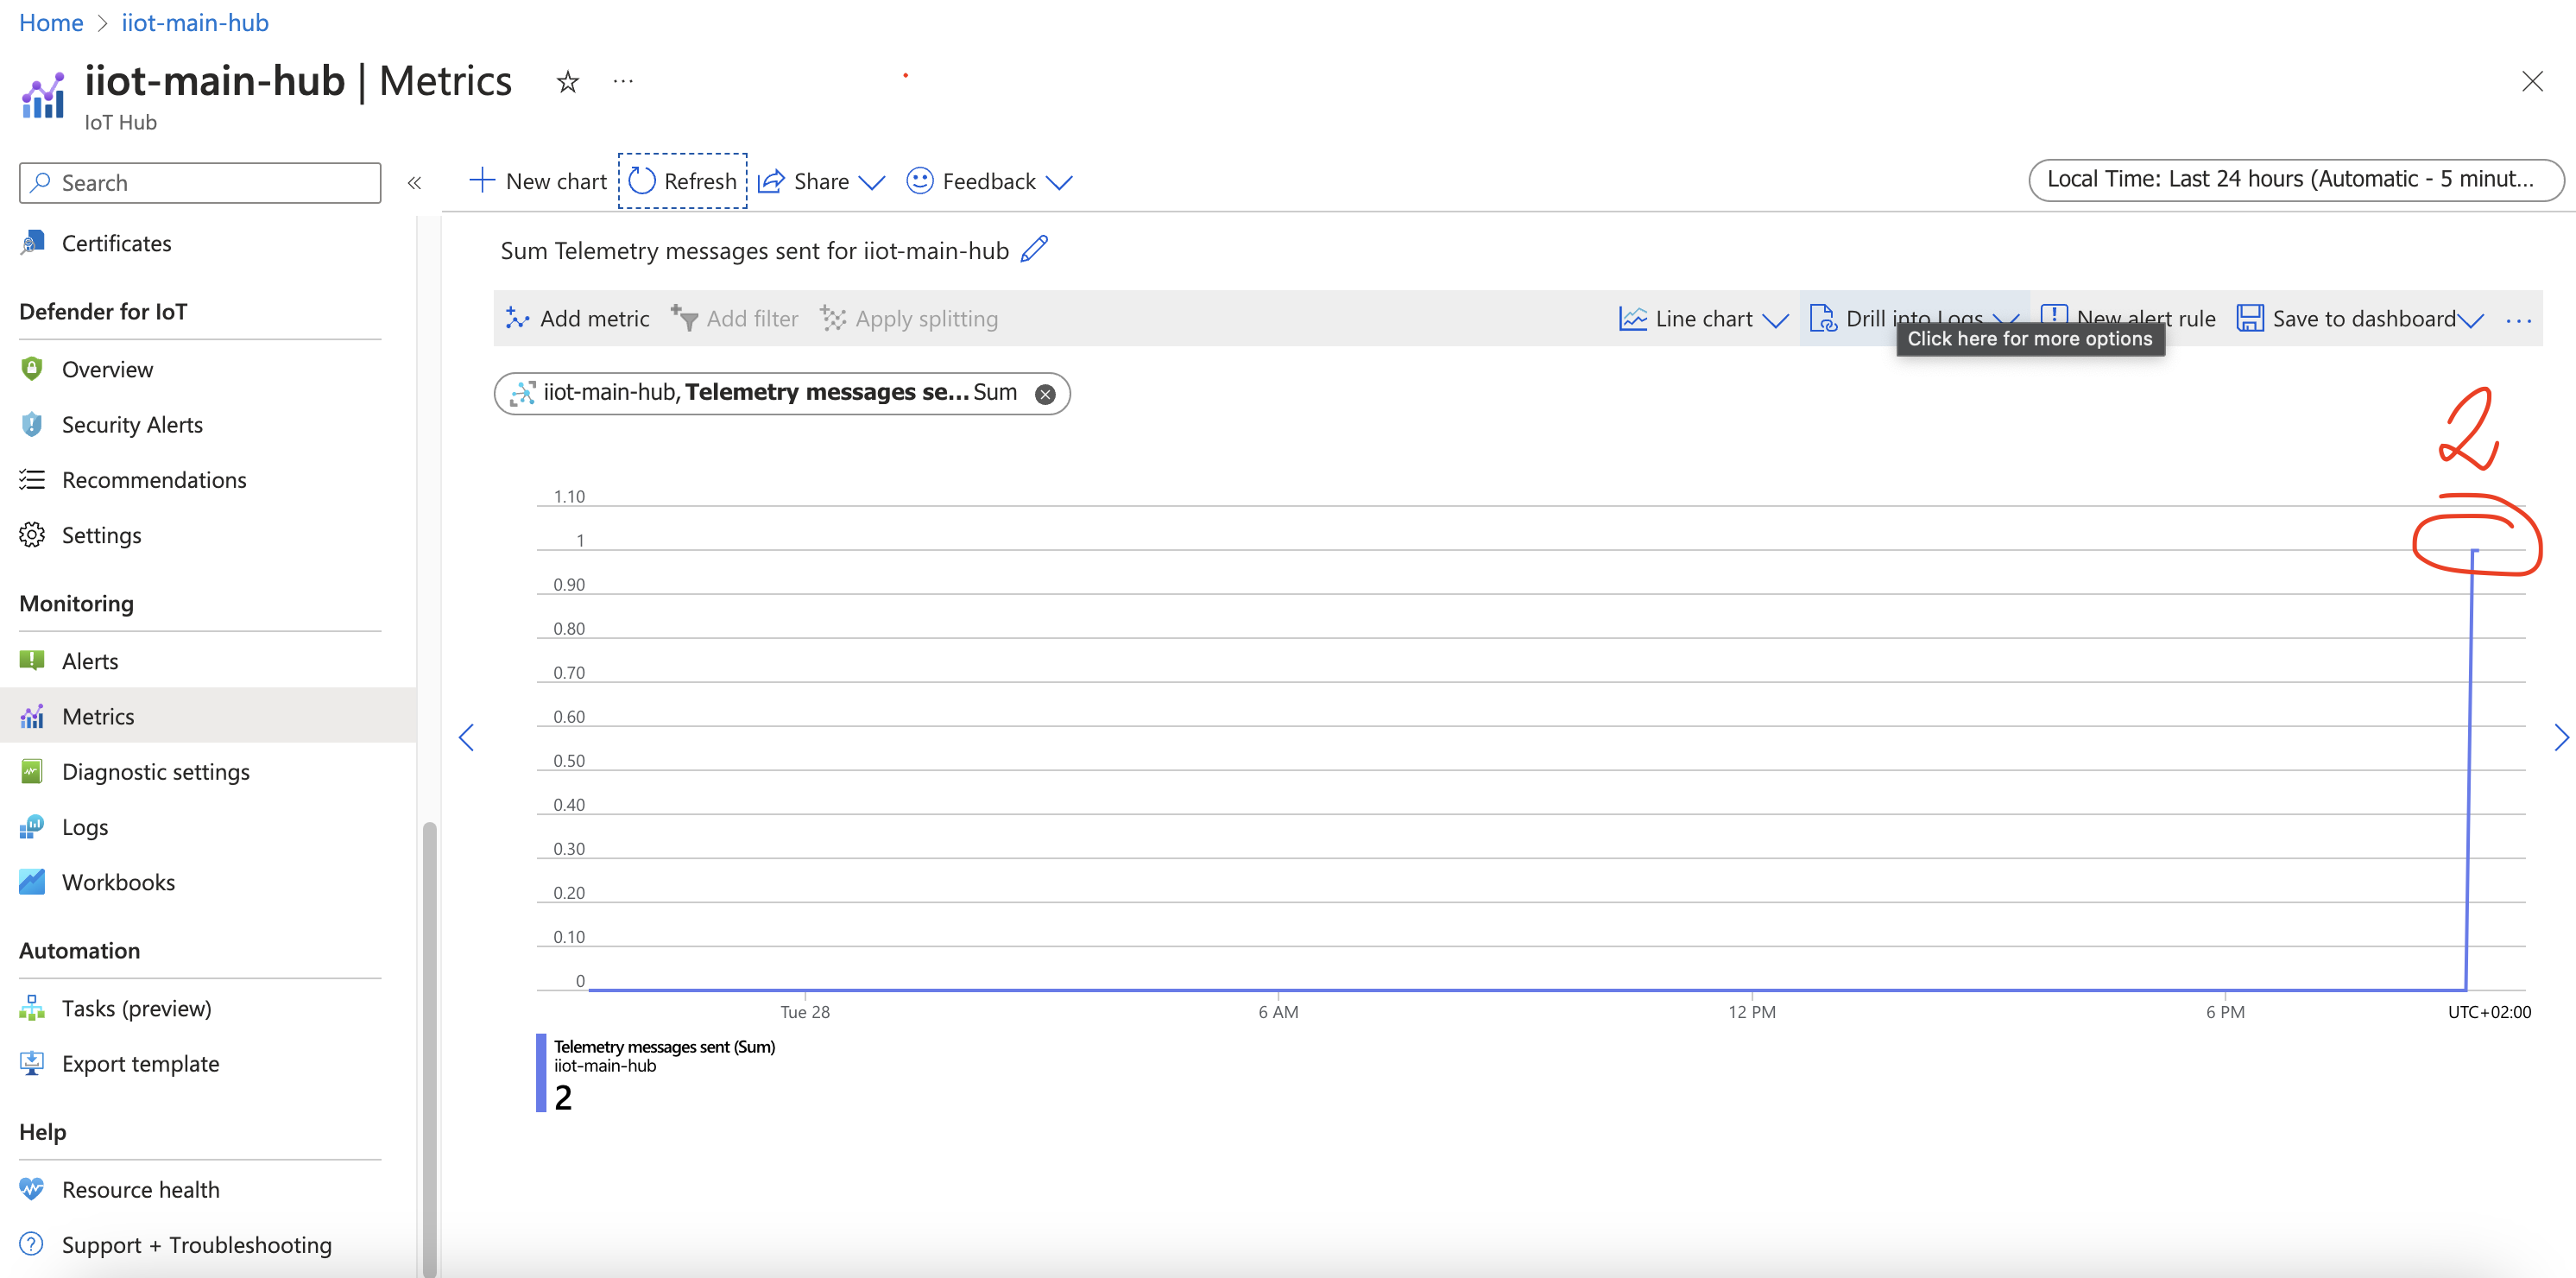 Home > iiot-main-hub
iiot-main-hub | Metrics
IoT Hub
Search
«
New chart
Refresh
Share
Feedback
Local Time: Last 24 hours (Automatic - 5 minut...
Certificates
Defender for IoT
Overview
Security Alerts
Recommendations
Settings
Monitoring
Alerts
Metrics
Diagnostic settings
Logs
Workbooks
Automation
Tasks (preview)
Export template
Help
Resource health
Support + Troubleshooting
Sum Telemetry messages sent for iiot-main-hub
Add metric
Add filter
Apply splitting
Line chart
Drill into Logs
New alert rule
Save to dashboard
Click here for more options
iiot-main-hub, Telemetry messages se... Sum
2
1.10
1
0.90
0.80
0.70
0.60
0.50
0.40
0.30
0.20
0.10
0
Tue 28
6 AM
12 PM
6 PM
UTC+02:00
Telemetry messages sent (Sum)
iiot-main-hub
2